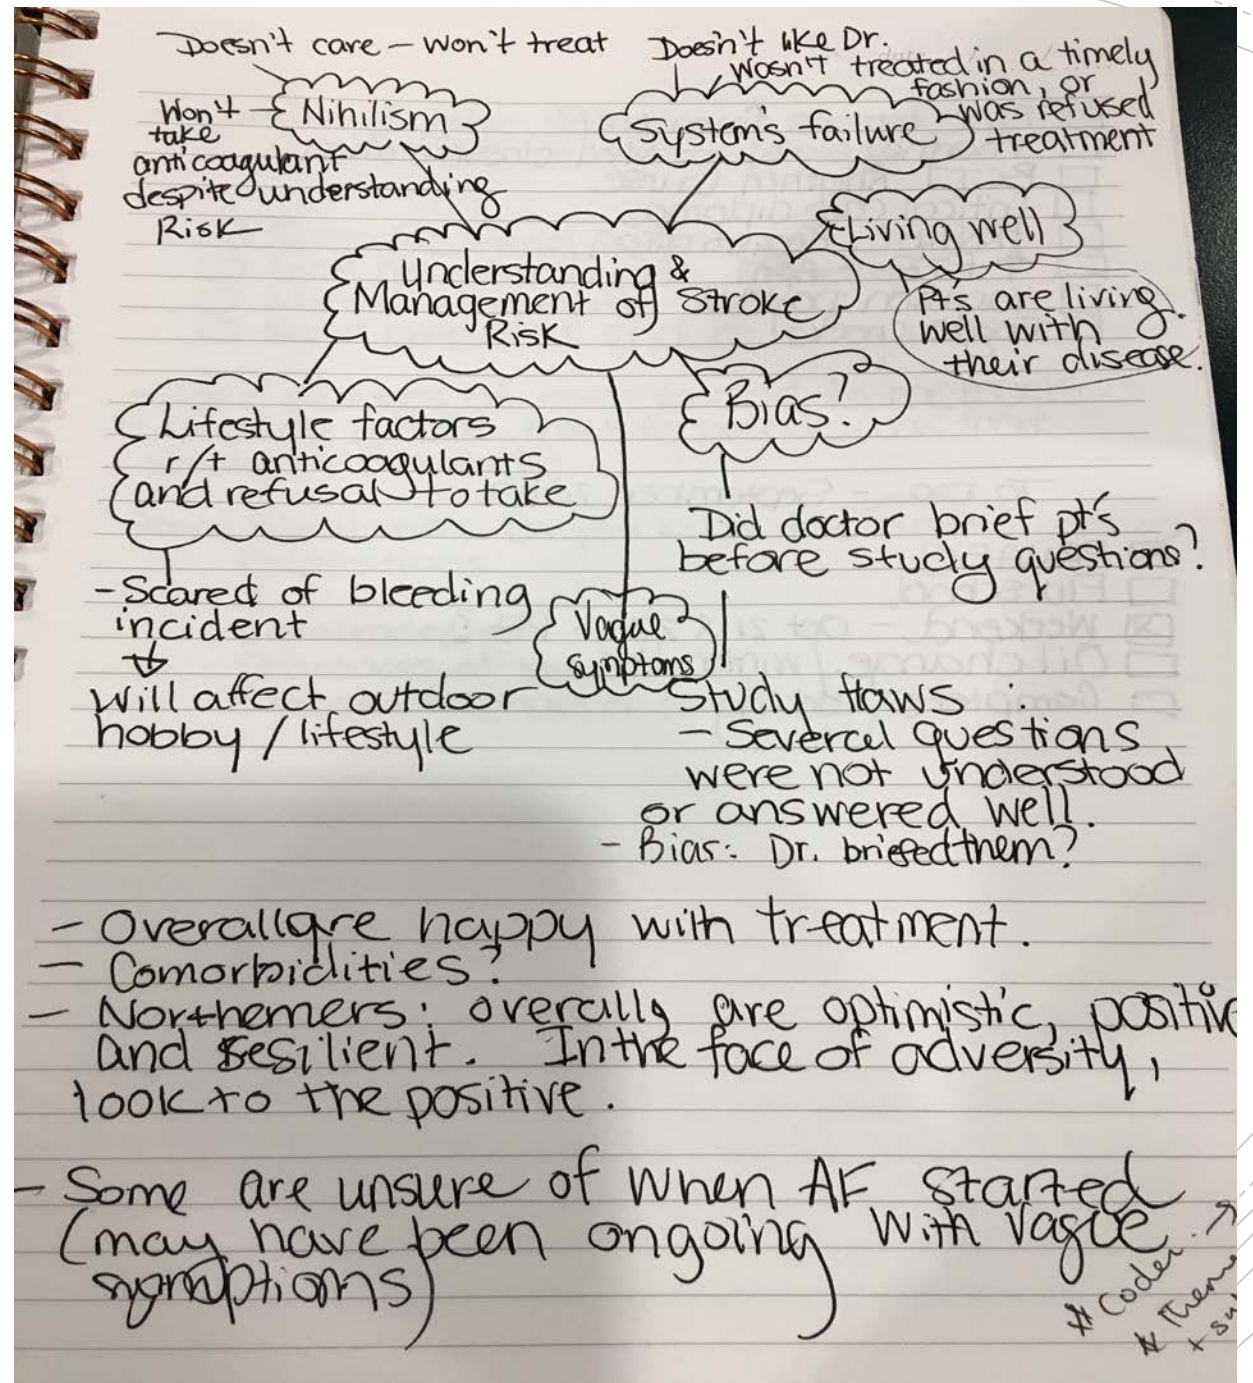 Doesn't care – won't treat
Nihilism
Won't
take
anticoagulant
despite understanding
Risk
Doesn't like Dr.
Wasn't treated in a timely
fashion, or
was refused
treatment
System's failure
Living well
Pt's are living
well with
their disease.
Understanding &
Management of Stroke
Risk
Lifestyle factors
r/t anticoagulants
and refusal to take
- Scared of bleeding
incident
Will affect outdoor
hobby / lifestyle
Bias?
Did doctor brief pt's
before study questions?
Vague
symptoms
Study flaws :
- Several questions
were not understood
or answered well.
- Bias: Dr. briefed them?
- Overall are happy with treatment.
- Comorbidities?
- Northerners: overally are optimistic, positive
and resilient. In the face of adversity,
look to the positive.
- Some are unsure of when AF started
(may have been ongoing with vague
symptioms)
* Coder
* Theme